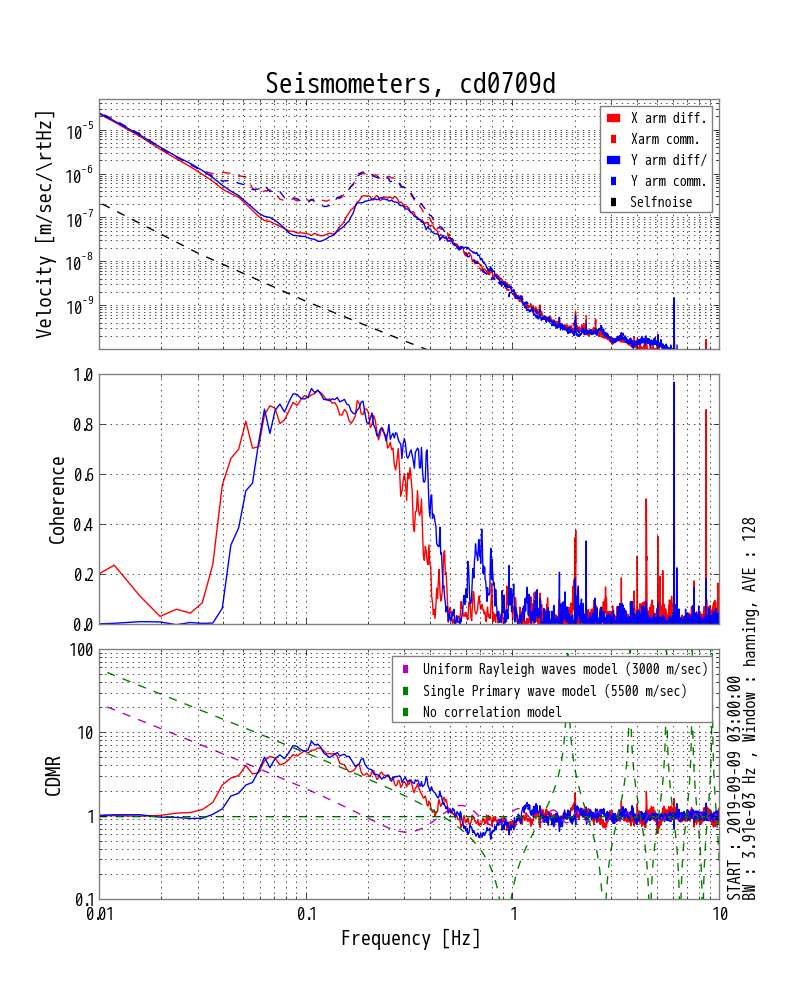 Seismometers, cd0709d
Velocity [m/sec/\rtHz]
10^-5
10^-6
10^-7
10^-8
10^-9
X arm diff.
Xarm comm.
Y arm diff/
Y arm comm.
Selfnoise
Coherence
1.0
0.8
0.6
0.4
0.2
0.0
CDMR
100
10
1
0.1
Uniform Rayleigh waves model (3000 m/sec)
Single Primary wave model (5500 m/sec)
No correlation model
0.01
0.1
1
10
Frequency [Hz]
START : 2019-09-09 03:00:00
BW : 3.91e-03 Hz , Window : hanning, AVE : 128